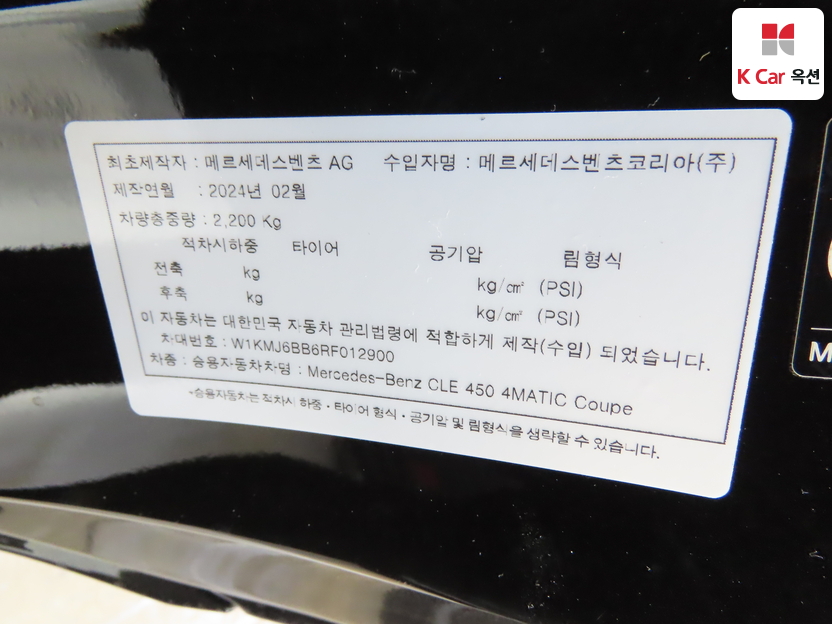 K Car 옥션
최초제작자 : 메르세데스벤츠 AG 수입자명 : 메르세데스벤츠코리아(주)
제작연월 : 2024년 02월
차량총중량 : 2,200 Kg
적차시하중 타이어 공기압 림형식
전축 kg kg/㎠ (PSI)
후축 kg kg/㎠ (PSI)
이 자동차는 대한민국 자동차 관리법령에 적합하게 제작(수입) 되었습니다.
차대번호 : W1KMJ6BB6RF012900
차종 : 승용자동차차명 : Mercedes-Benz CLE 450 4MATIC Coupe
*승용자동차는 적차시 하중·타이어 형식·공기압 및 림형식을 생략할 수 있습니다.
M